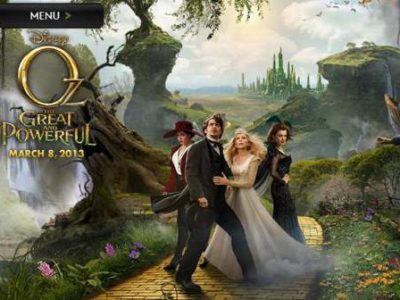 MENU >
Disney
OZ
THE
GREAT
AND
POWERFUL
MARCH 8, 2013